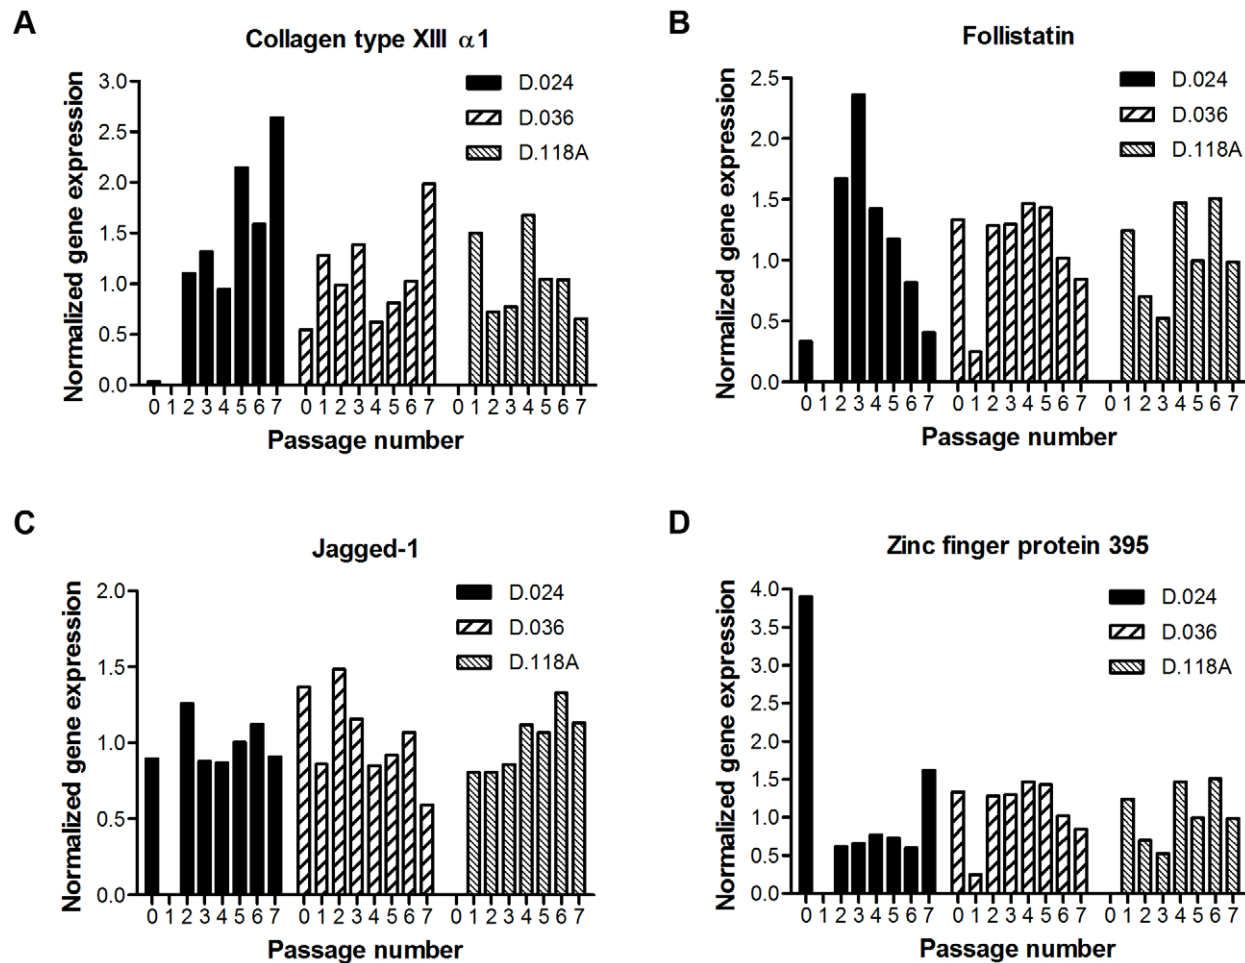 A
Collagen type XIII α1
Normalized gene expression
3.0
2.5
2.0
1.5
1.0
0.5
0.0
D.024
D.036
D.118A
0 1 2 3 4 5 6 7 0 1 2 3 4 5 6 7 0 1 2 3 4 5 6 7
Passage number
B
Follistatin
Normalized gene expression
2.5
2.0
1.5
1.0
0.5
0.0
D.024
D.036
D.118A
0 1 2 3 4 5 6 7 0 1 2 3 4 5 6 7 0 1 2 3 4 5 6 7
Passage number
C
Jagged-1
Normalized gene expression
2.0
1.5
1.0
0.5
0.0
D.024
D.036
D.118A
0 1 2 3 4 5 6 7 0 1 2 3 4 5 6 7 0 1 2 3 4 5 6 7
Passage number
D
Zinc finger protein 395
Normalized gene expression
4.0
3.5
3.0
2.5
2.0
1.5
1.0
0.5
0.0
D.024
D.036
D.118A
0 1 2 3 4 5 6 7 0 1 2 3 4 5 6 7 0 1 2 3 4 5 6 7
Passage number